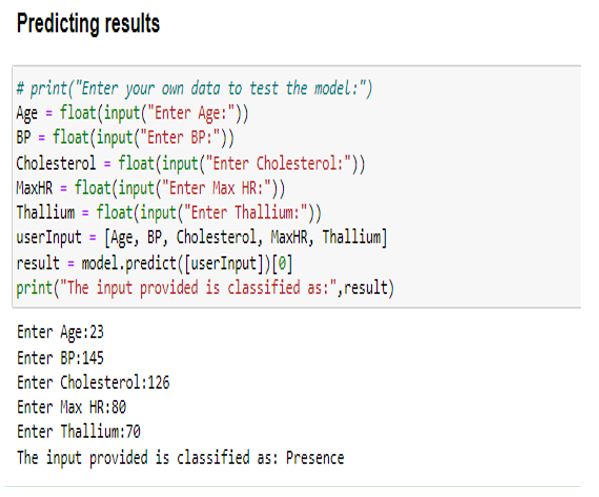 Predicting results
# print("Enter your own data to test the model:")
Age = float(input("Enter Age:"))
BP = float(input("Enter BP:"))
Cholesterol = float(input("Enter Cholesterol:"))
MaxHR = float(input("Enter Max HR:"))
Thallium = float(input("Enter Thallium:"))
userInput = [Age, BP, Cholesterol, MaxHR, Thallium]
result = model.predict([userInput])[0]
print("The input provided is classified as:",result)
Enter Age:23
Enter BP:145
Enter Cholesterol:126
Enter Max HR:80
Enter Thallium:70
The input provided is classified as: Presence